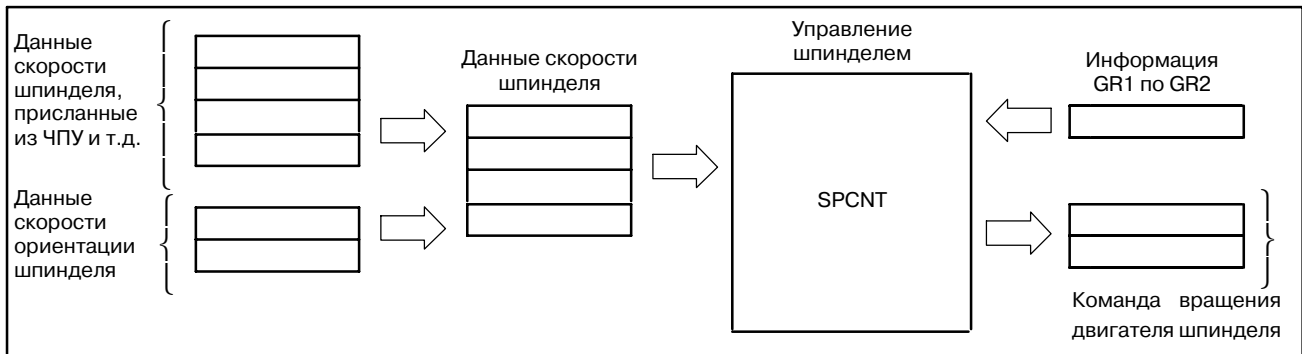 Данные
скорости
шпинделя,
присланные
из ЧПУ и т.д.
Данные
скорости
ориентации
шпинделя
Данные скорости
шпинделя
Управление
шпинделем
SPCNT
Информация
GR1 по GR2
Команда вращения
двигателя шпинделя